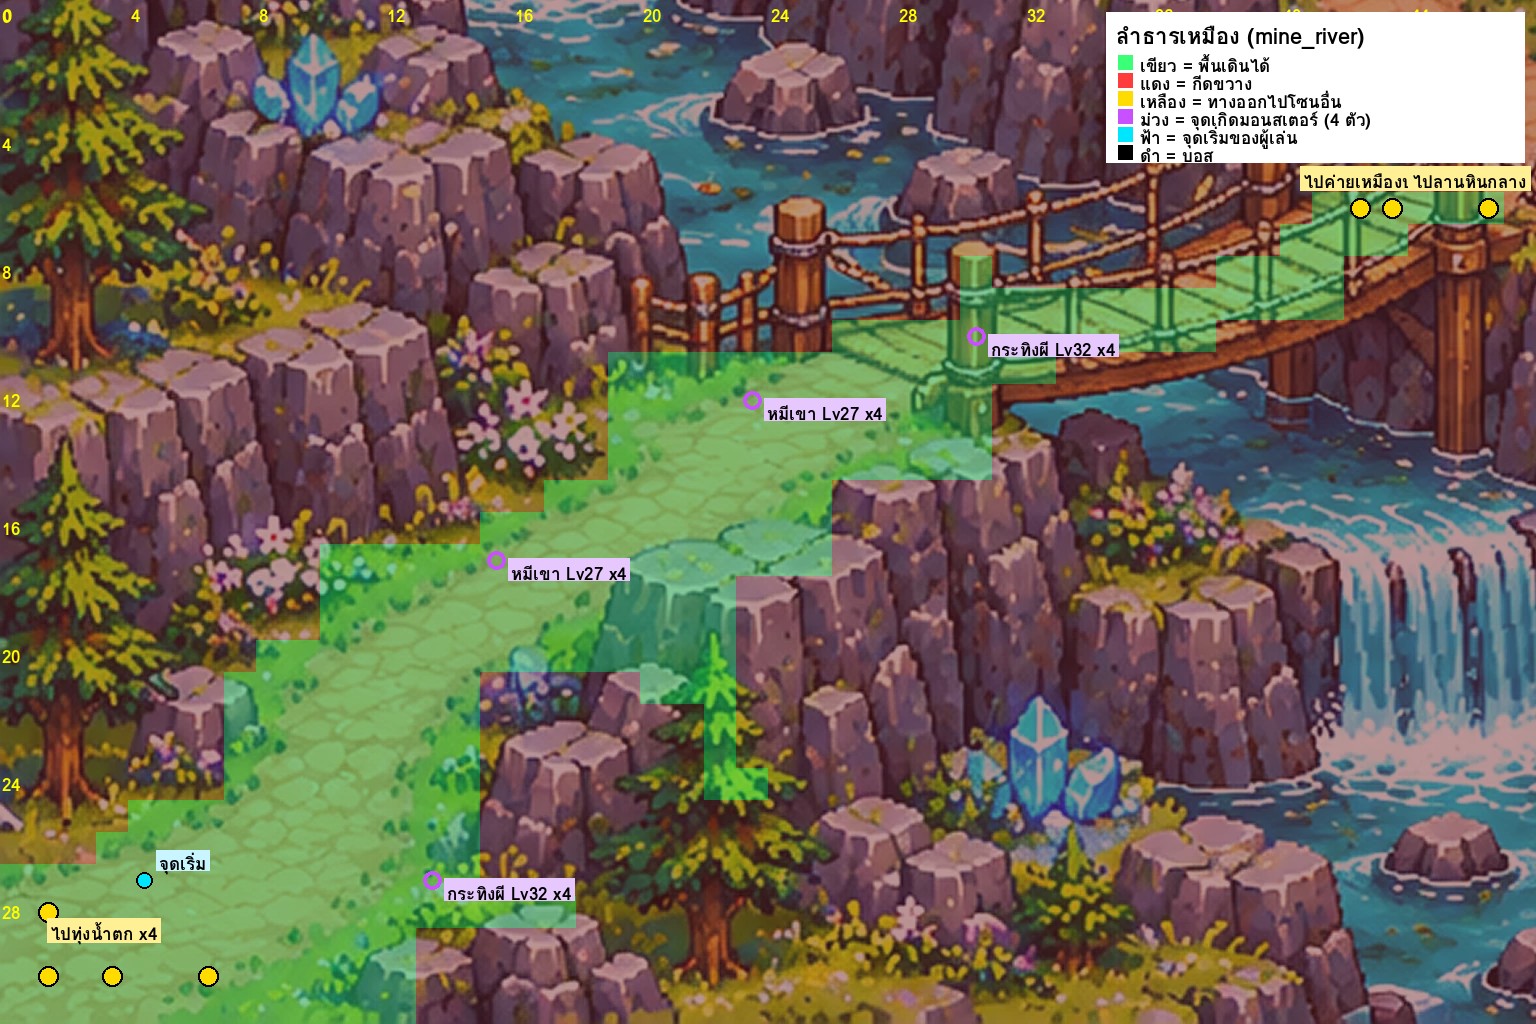 0 4 8 12 16 20 24 28 32
ลำธารเหมือง (mine_river)
เขียว = พื้นเดินได้
แดง = กีดขวาง
เหลือง = ทางออกไปโซนอื่น
ม่วง = จุดเกิดมอนสเตอร์ (4 ตัว)
ฟ้า = จุดเริ่มของผู้เล่น
ดำ = บอส
4
ไปค่ายเหมือง ไปลานหินกลาง
8
กระทิงผี Lv32 x4
12
หมีเขา Lv27 x4
16
หมีเขา Lv27 x4
20
24
จุดเริ่ม
กระทิงผี Lv32 x4
28
ไปทุ่งน้ำตก x4